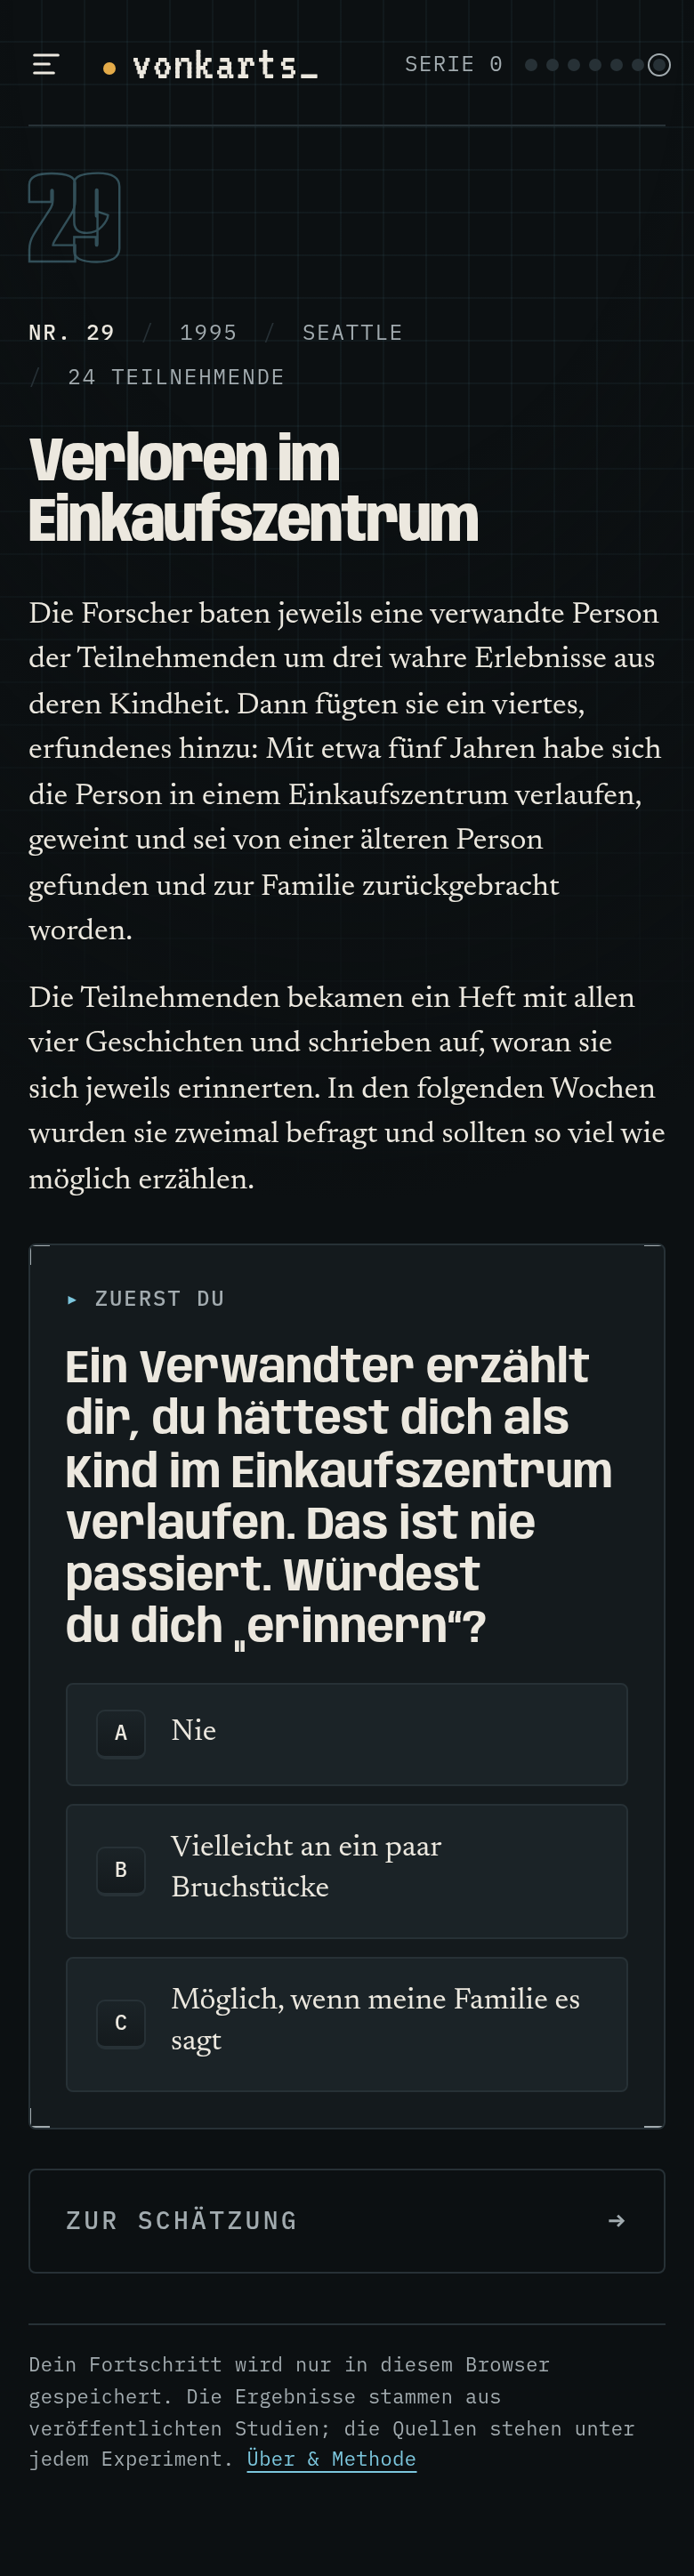 vonkarts_
SERIE 0
29
NR. 29 / 1995 / SEATTLE
/ 24 TEILNEHMENDE
Verloren im
Einkaufszentrum
Die Forscher baten jeweils eine verwandte Person
der Teilnehmenden um drei wahre Erlebnisse aus
deren Kindheit. Dann fügten sie ein viertes,
erfundenes hinzu: Mit etwa fünf Jahren habe sich
die Person in einem Einkaufszentrum verlaufen,
geweint und sei von einer älteren Person
gefunden und zur Familie zurückgebracht
worden.
Die Teilnehmenden bekamen ein Heft mit allen
vier Geschichten und schrieben auf, woran sie
sich jeweils erinnerten. In den folgenden Wochen
wurden sie zweimal befragt und sollten so viel wie
möglich erzählen.
▸ ZUERST DU
Ein Verwandter erzählt
dir, du hättest dich als
Kind im Einkaufszentrum
verlaufen. Das ist nie
passiert. Würdest
du dich „erinnern“?
A Nie
B Vielleicht an ein paar
Bruchstücke
C Möglich, wenn meine Familie es
sagt
ZUR SCHÄTZUNG →
Dein Fortschritt wird nur in diesem Browser
gespeichert. Die Ergebnisse stammen aus
veröffentlichten Studien; die Quellen stehen unter
jedem Experiment. Über & Methode